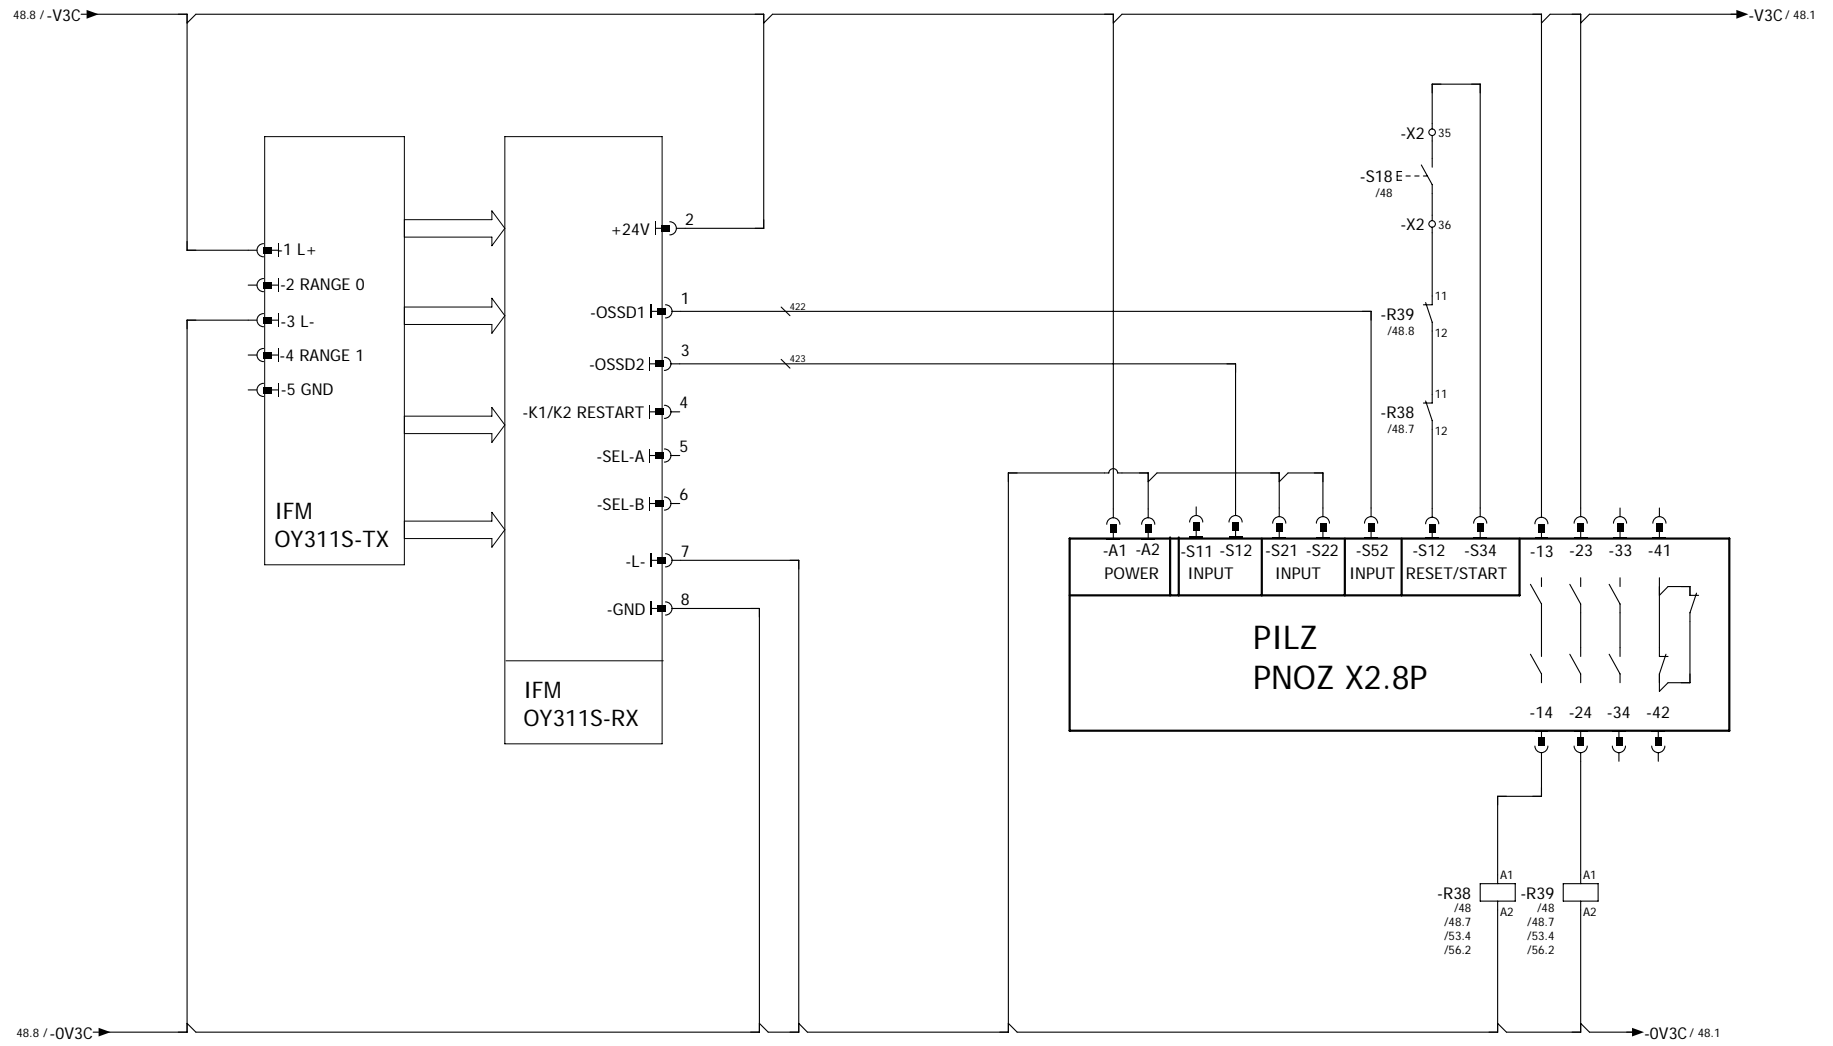 48.8 / -V3C
-V3C / 48.1
-1 L+
-2 RANGE 0
-3 L-
-4 RANGE 1
-5 GND
IFM
OY311S-TX
+24V 2
-OSSD1 1
422
-OSSD2 3
423
-K1/K2 RESTART 4
-SEL-A 5
-SEL-B 6
-L- 7
-GND 8
IFM
OY311S-RX
-X2 35
-S18 E
/48
-X2 36
11
-R39
/48.8
12
11
-R38
/48.7
12
-A1 -A2 -S11 -S12 -S21 -S22 -S52 -S12 -S34 -13 -23 -33 -41
POWER INPUT INPUT INPUT RESET/START
PILZ
PNOZ X2.8P
-14 -24 -34 -42
A1 A1
-R38 -R39
/48 A2 /48 A2
/48.7 /48.7
/53.4 /53.4
/56.2 /56.2
48.8 / -0V3C
-0V3C / 48.1